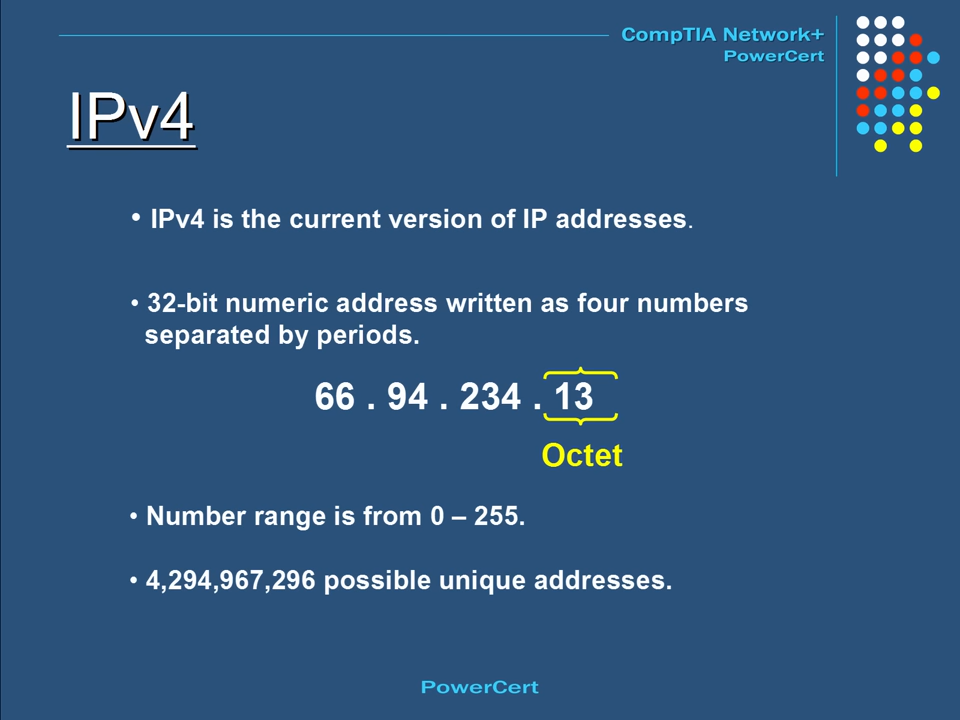 CompTIA Network+
PowerCert
IPv4
• IPv4 is the current version of IP addresses.
• 32-bit numeric address written as four numbers
separated by periods.
66 . 94 . 234 . 13
Octet
• Number range is from 0 – 255.
• 4,294,967,296 possible unique addresses.
PowerCert